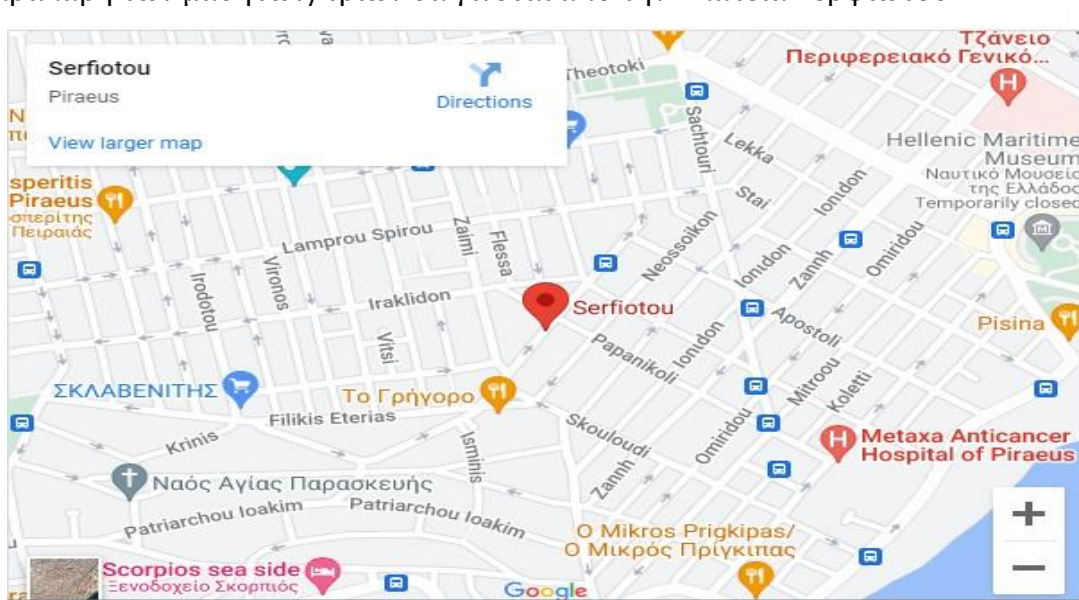 Serfiotou
Piraeus
Directions
View larger map
Theotoki
Τζάνειο
Περιφερειακό Γενικό...
Sachtouri
Lekka
Stai
Ionidon
Hellenic Maritime
Museum
Ναυτικό Μουσείο
της Ελλάδος
Temporarily closed
speritis
Piraeus
σπερίτης
Πειραιάς
Lamprou Spirou
Zaimi
Flessa
Neossoikon
Ionidon
Zannh
Omiridou
Irodotou
Vironos
Iraklidon
Serfiotou
Apostoli
Pisina
Vitsi
Papanikoli
Ionidon
Mitroou
Koletti
ΣΚΛΑΒΕΝΙΤΗΣ
Το Γρήγορο
Filikis Eterias
Krinis
Isminis
Skouloudi
Omiridou
Zannh
Metaxa Anticancer
Hospital of Piraeus
Ναός Αγίας Παρασκευής
Patriarchou Ioakim
Patriarchou Ioakim
O Mikros Prigkipas/
Ο Μικρός Πρίγκιπας
Scorpios sea side
Ξενοδοχείο Σκορπιός
Google